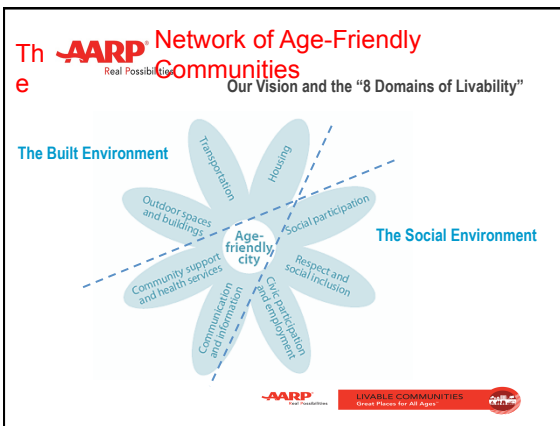 The AARP® Network of Age-Friendly
Real Possibilities Communities
Our Vision and the “8 Domains of Livability”
The Built Environment
Transportation
Housing
Outdoor spaces
and buildings
Social participation
The Social Environment
Age-
friendly
city
Community support
and health services
Respect and
social inclusion
Communication
and information
Civic participation
and employment
AARP®
Real Possibilities
LIVABLE COMMUNITIES
Great Places for All Ages™